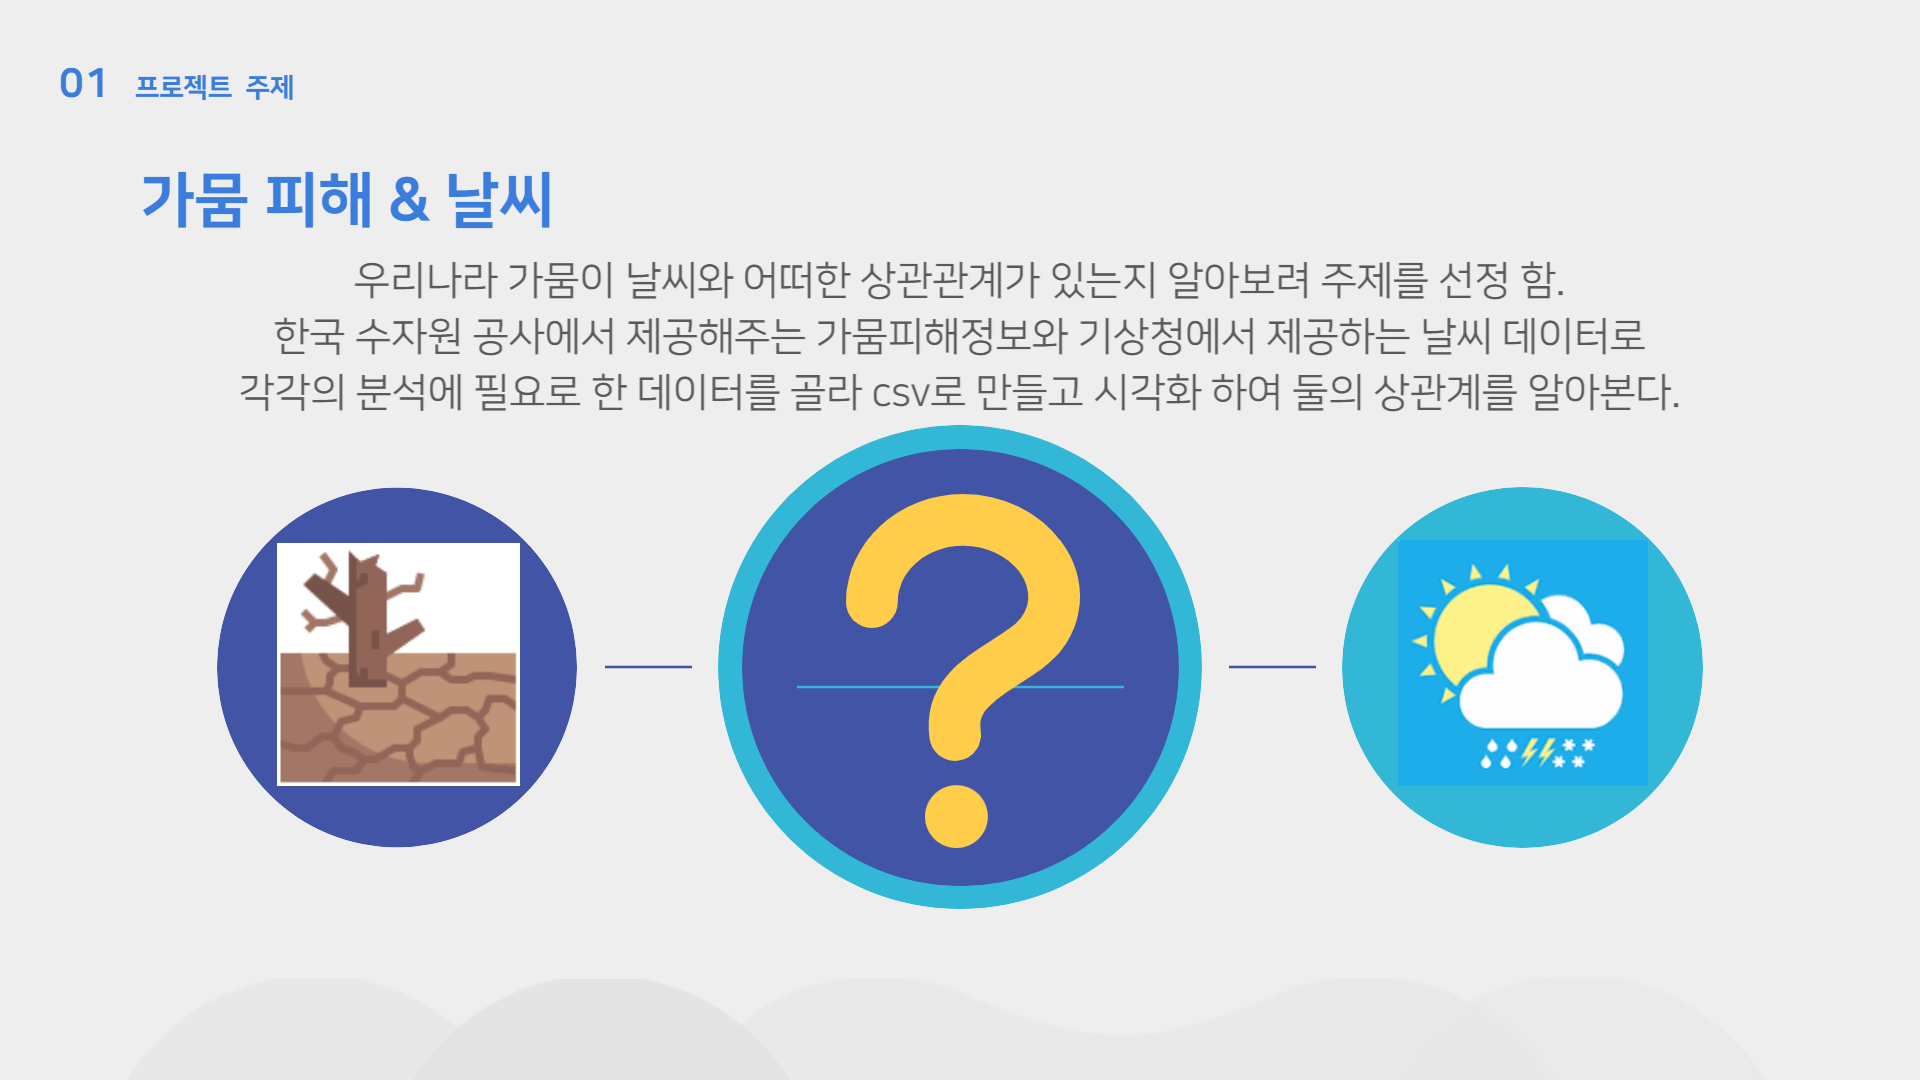 01 프로젝트 주제
가뭄 피해 & 날씨
우리나라 가뭄이 날씨와 어떠한 상관관계가 있는지 알아보려 주제를 선정 함.
한국 수자원 공사에서 제공해주는 가뭄피해정보와 기상청에서 제공하는 날씨 데이터로
각각의 분석에 필요로 한 데이터를 골라 csv로 만들고 시각화 하여 둘의 상관계를 알아본다.